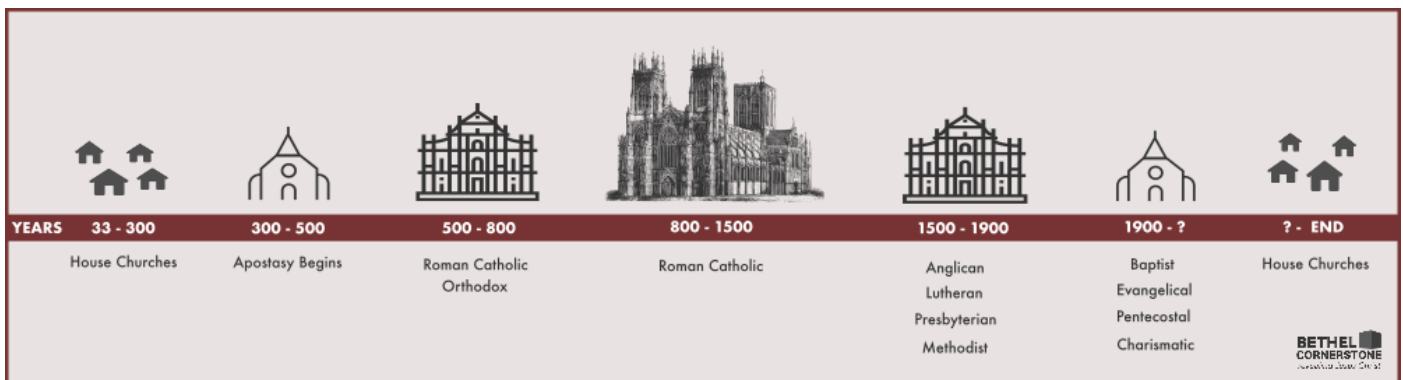 YEARS 33 - 300 300 - 500 500 - 800 800 - 1500 1500 - 1900 1900 - ? ? - END
House Churches
Apostasy Begins
Roman Catholic
Orthodox
Roman Catholic
Anglican
Lutheran
Presbyterian
Methodist
Baptist
Evangelical
Pentecostal
Charismatic
House Churches
BETHEL
CORNERSTONE